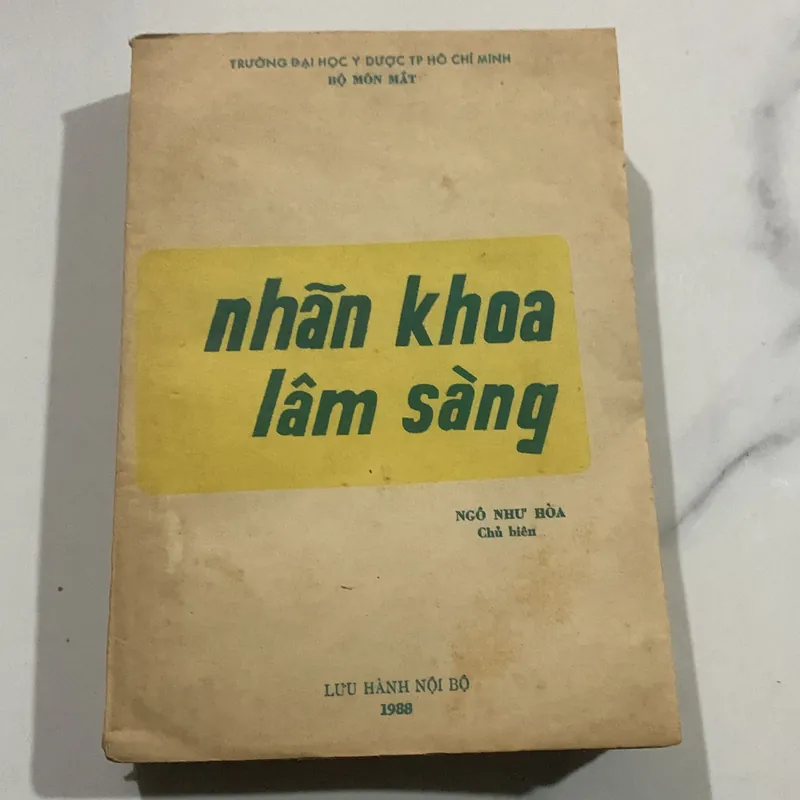 TRƯỜNG ĐẠI HỌC Y DƯỢC TP HỒ CHÍ MINH
BỘ MÔN MẮT
nhãn khoa
lâm sàng
NGÔ NHƯ HÒA
Chủ biên
LƯU HÀNH NỘI BỘ
1988